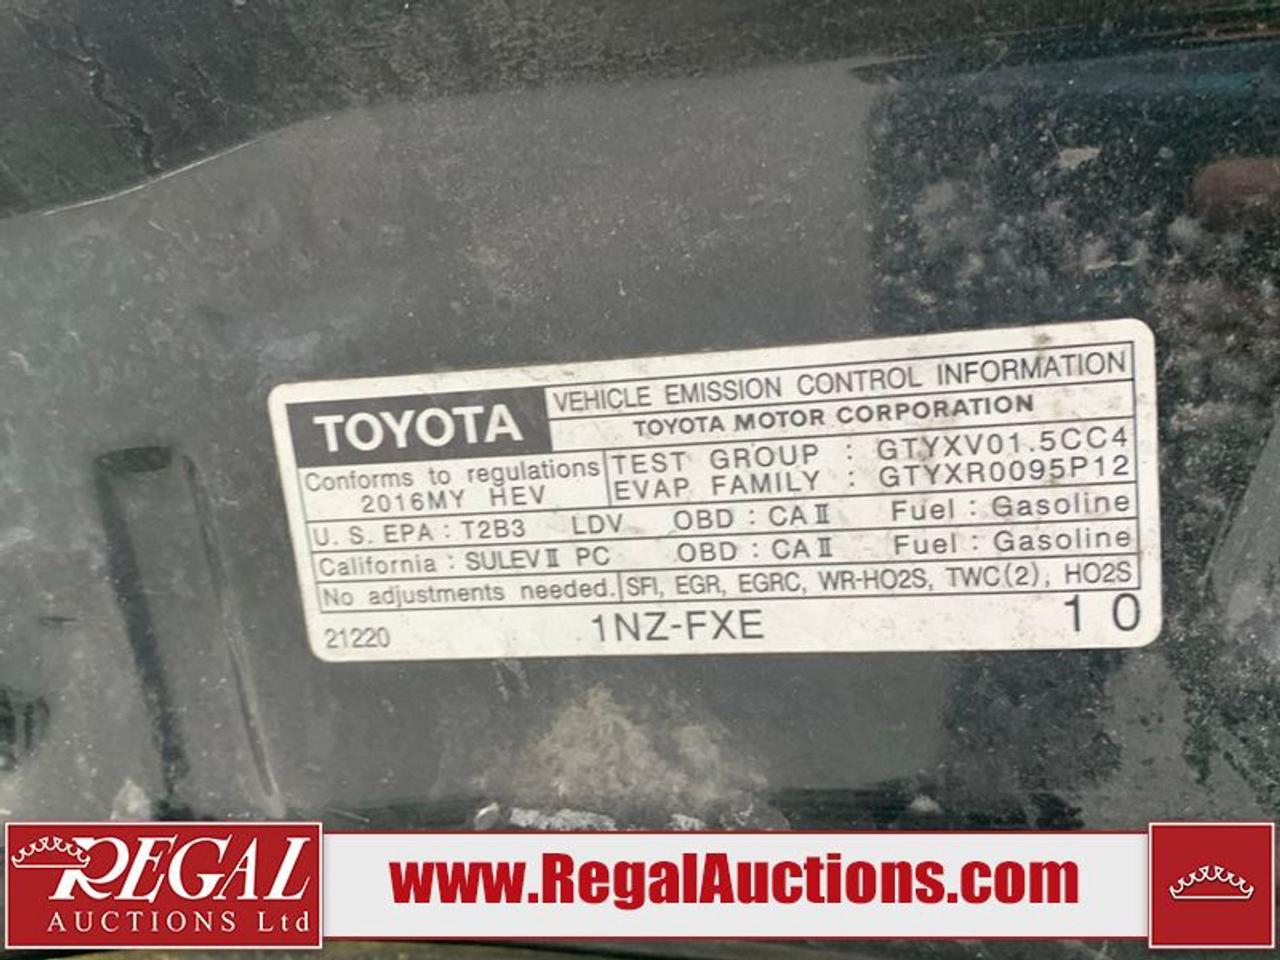 TOYOTA
VEHICLE EMISSION CONTROL INFORMATION
TOYOTA MOTOR CORPORATION
Conforms to regulations
2016MY HEV
TEST GROUP : GTYXV01.5CC4
EVAP. FAMILY : GTYXR0095P12
U.S. EPA : T2B3 LDV OBD : CAⅡ Fuel : Gasoline
California : SULEVⅡ PC OBD : CAⅡ Fuel : Gasoline
No adjustments needed. SFI, EGR, EGRC, WR-HO2S, TWC(2), HO2S
21220 1NZ-FXE 10
REGAL
AUCTIONS Ltd
www.RegalAuctions.com